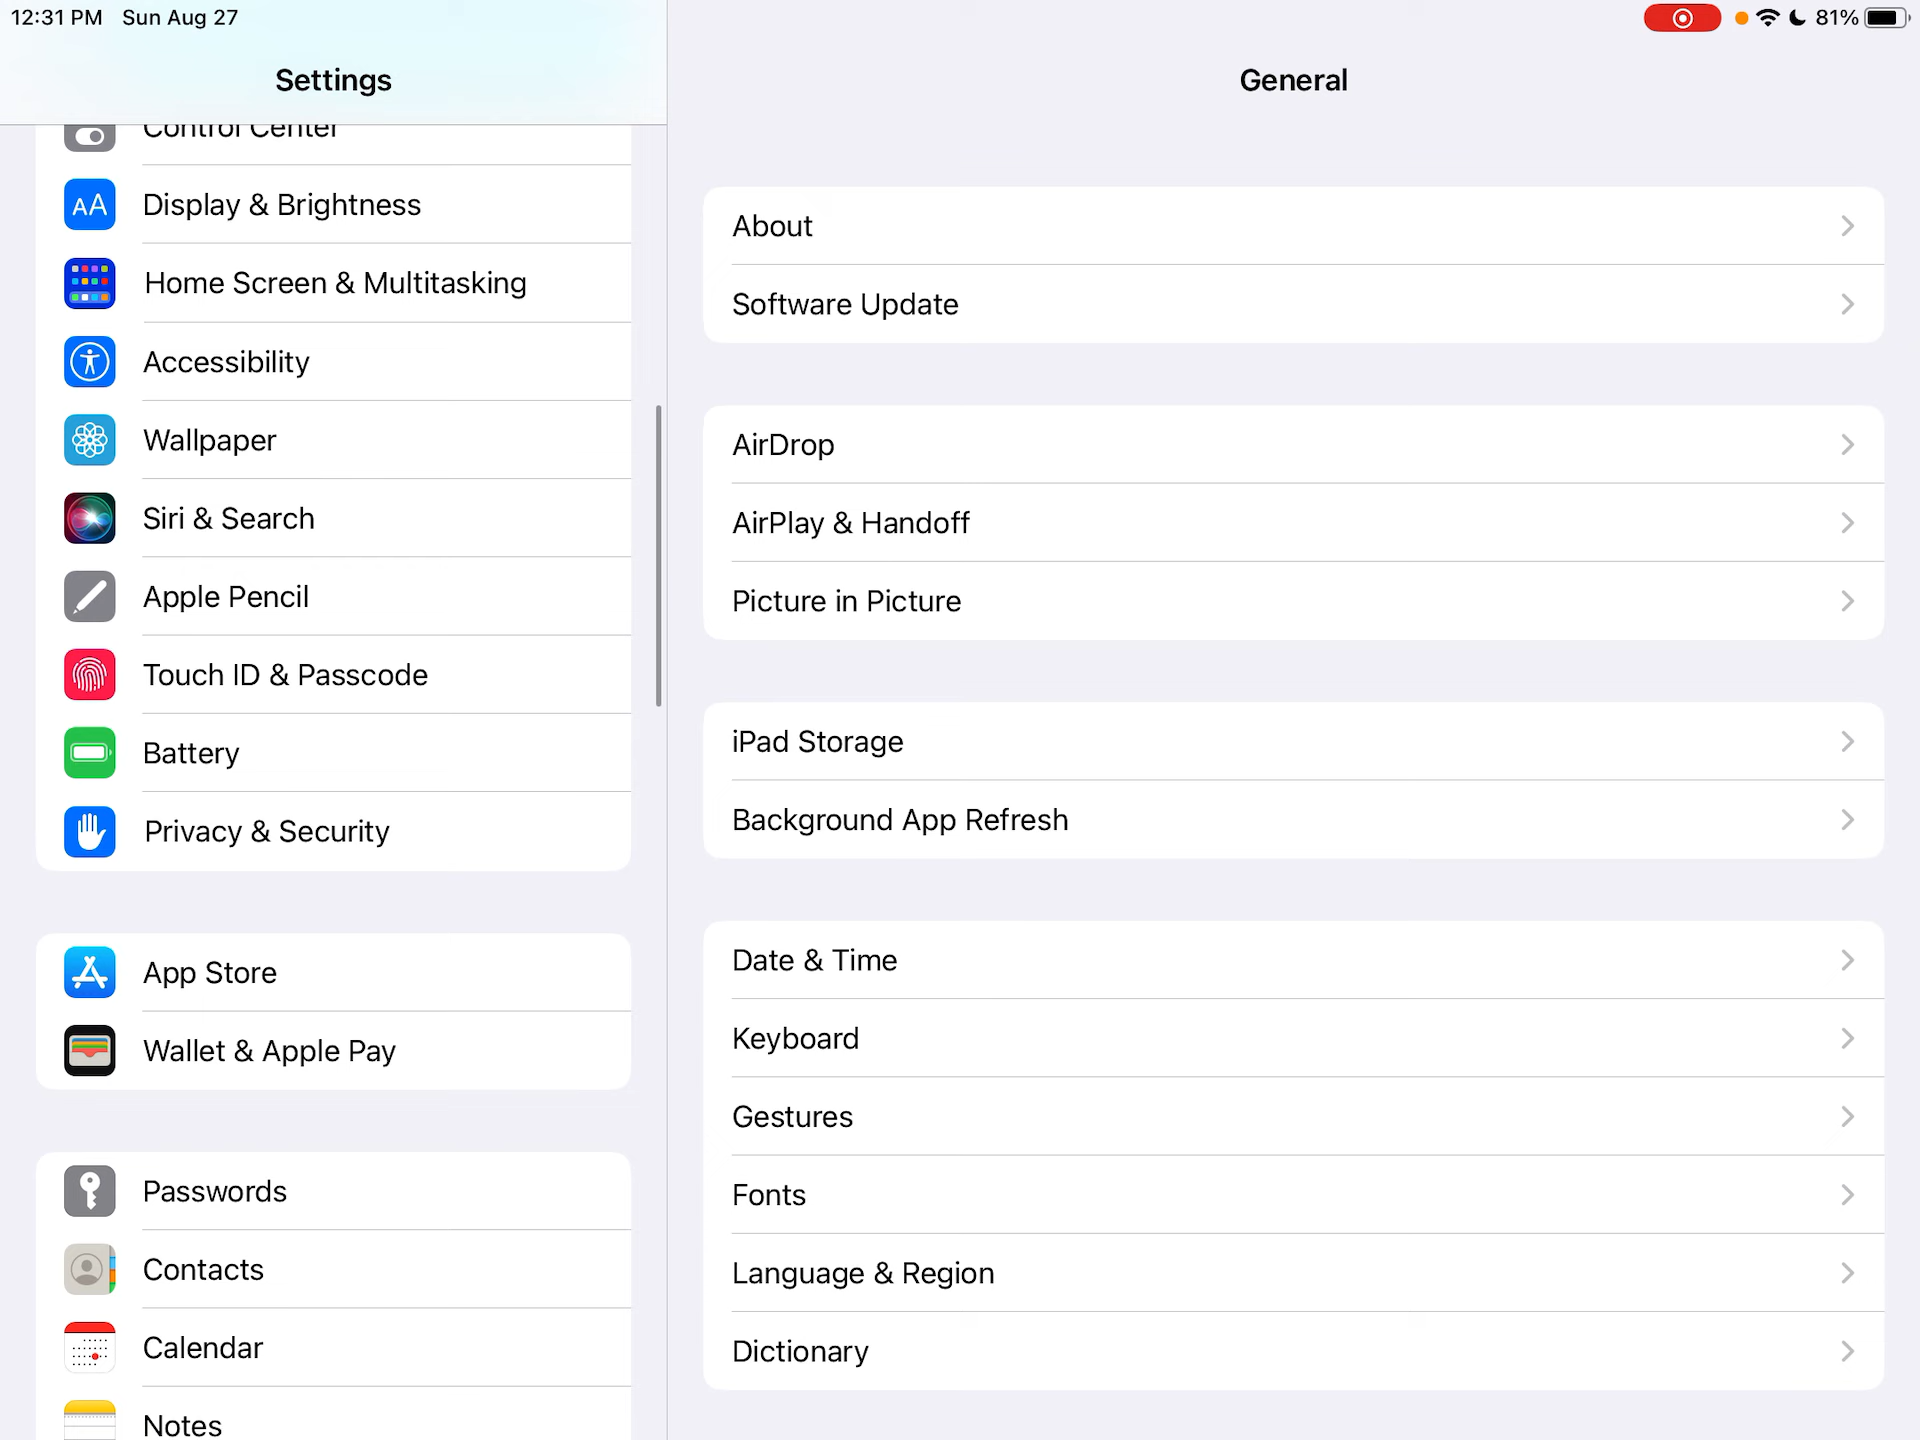 12:31 PM Sun Aug 27
81%
Settings
Control Center
AA Display & Brightness
Home Screen & Multitasking
Accessibility
Wallpaper
Siri & Search
Apple Pencil
Touch ID & Passcode
Battery
Privacy & Security
App Store
Wallet & Apple Pay
Passwords
Contacts
Calendar
Notes
General
About
Software Update
AirDrop
AirPlay & Handoff
Picture in Picture
iPad Storage
Background App Refresh
Date & Time
Keyboard
Gestures
Fonts
Language & Region
Dictionary